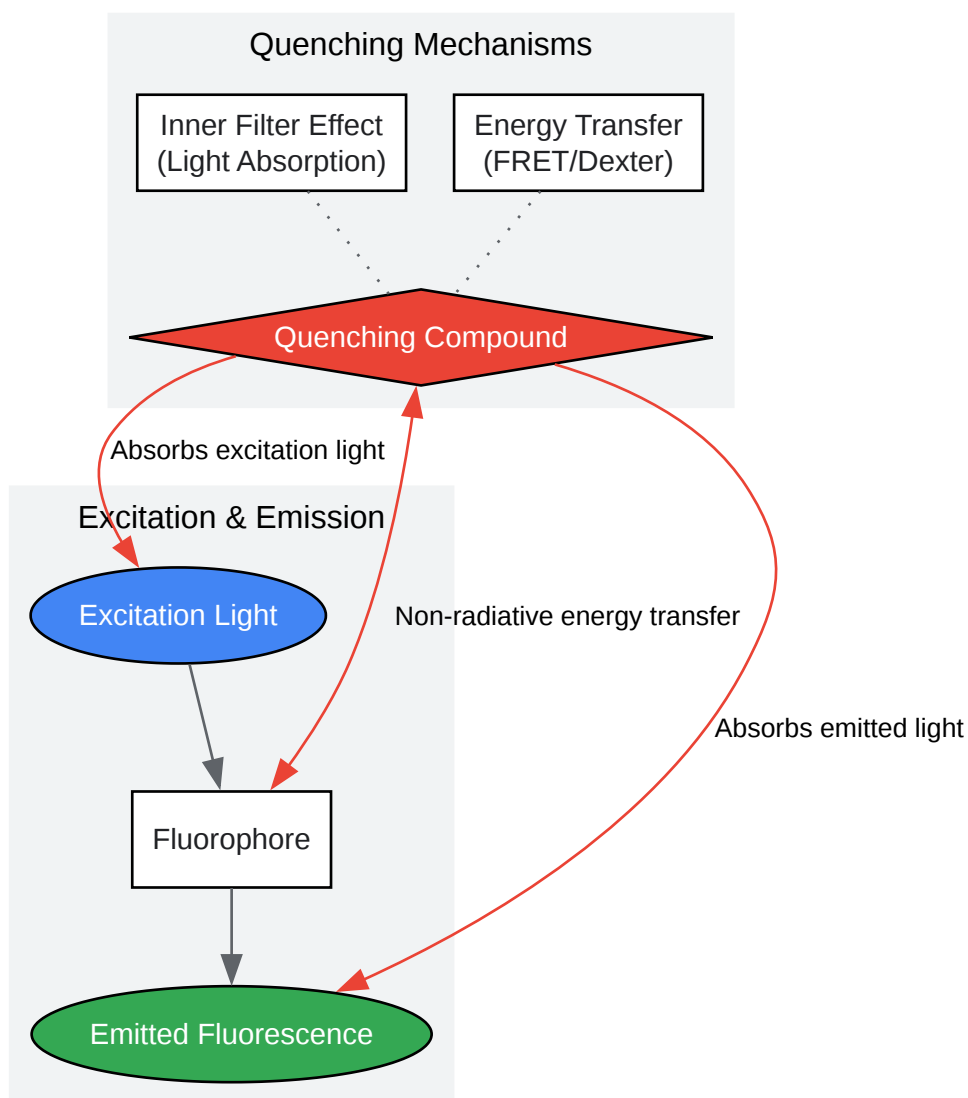 Quenching Mechanisms
Inner Filter Effect
(Light Absorption)
Energy Transfer
(FRET/Dexter)
Quenching Compound
Absorbs excitation light
Excitation & Emission
Excitation Light
Non-radiative energy transfer
Absorbs emitted light
Fluorophore
Emitted Fluorescence